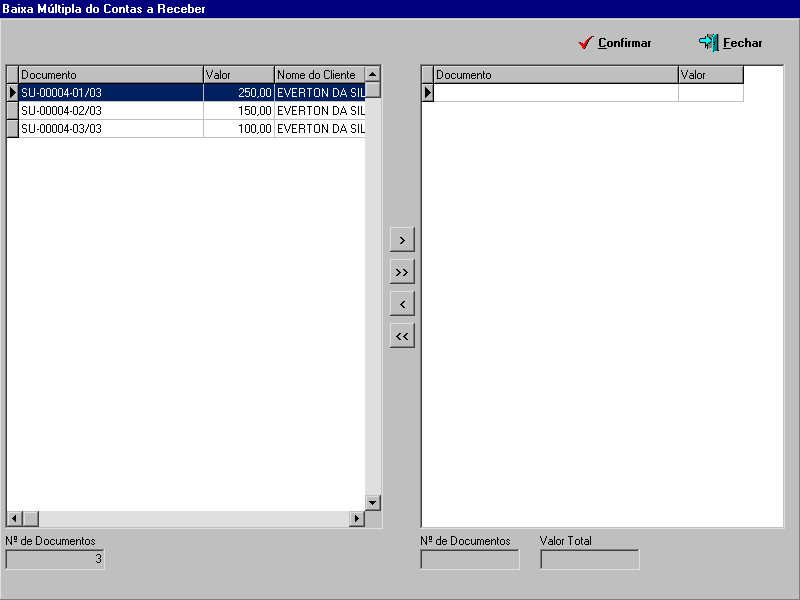 Baixa Múltipla do Contas a Receber
Confirmar Fechar
Documento Valor Nome do Cliente Documento Valor
SU-00004-01/03 250,00 EVERTON DA SIL
SU-00004-02/03 150,00 EVERTON DA SIL
SU-00004-03/03 100,00 EVERTON DA SIL
>
>>
<
<<
Nº de Documentos Nº de Documentos Valor Total
3